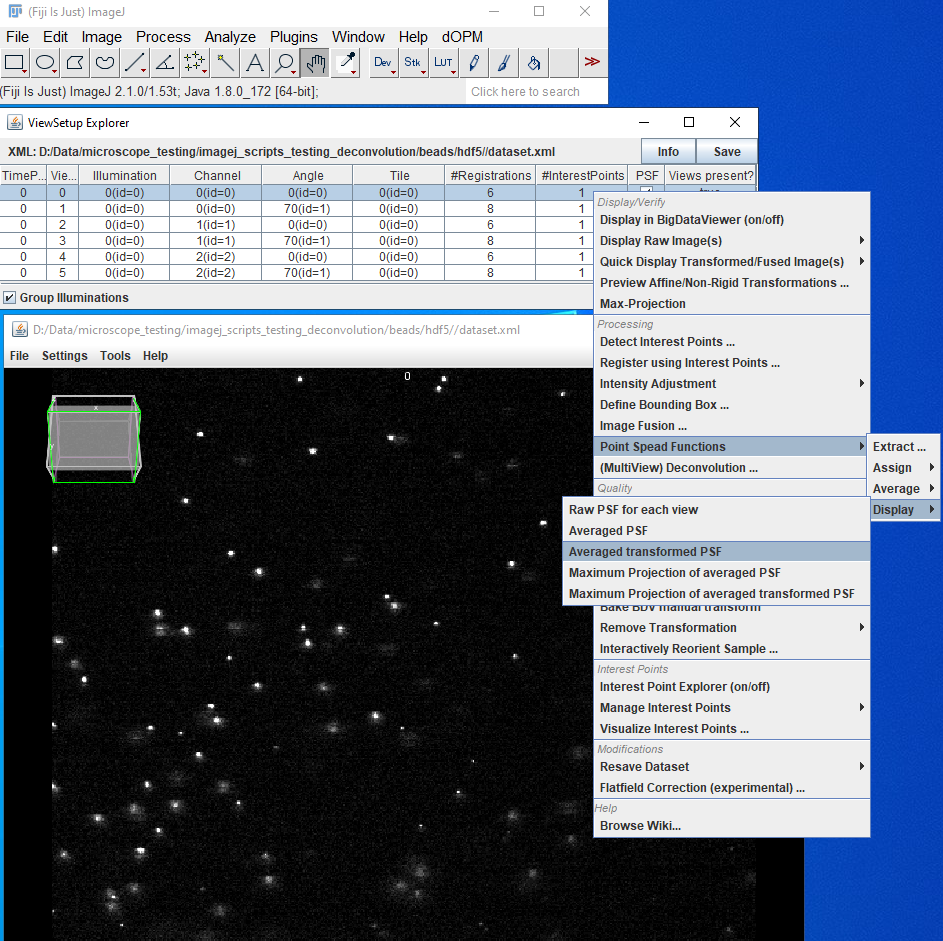 (Fiji Is Just) ImageJ
File Edit Image Process Analyze Plugins Window Help dOPM
Dev Stk LUT
(Fiji Is Just) ImageJ 2.1.0/1.53t; Java 1.8.0_172 [64-bit]; Click here to search
ViewSetup Explorer
XML: D:/Data/microscope_testing/imagej_scripts_testing_deconvolution/beads/hdf5//dataset.xml Info Save
TimeP... Vie... Illumination Channel Angle Tile #Registrations #InterestPoints PSF Views present?
0 0 0(id=0) 0(id=0) 0(id=0) 0(id=0) 6 1
0 1 0(id=0) 0(id=0) 70(id=1) 0(id=0) 8 1
0 2 0(id=0) 1(id=1) 0(id=0) 0(id=0) 6 1
0 3 0(id=0) 1(id=1) 70(id=1) 0(id=0) 8 1
0 4 0(id=0) 2(id=2) 0(id=0) 0(id=0) 6 1
0 5 0(id=0) 2(id=2) 70(id=1) 0(id=0) 8 1
Group Illuminations
D:/Data/microscope_testing/imagej_scripts_testing_deconvolution/beads/hdf5//dataset.xml
File Settings Tools Help
0
Display/Verify
Display in BigDataViewer (on/off)
Display Raw Image(s)
Quick Display Transformed/Fused Image(s)
Preview Affine/Non-Rigid Transformations ...
Max-Projection
Processing
Detect Interest Points ...
Register using Interest Points ...
Intensity Adjustment
Define Bounding Box ...
Image Fusion ...
Point Spead Functions
(MultiView) Deconvolution ...
Quality
Extract ...
Assign
Average
Display
Raw PSF for each view
Averaged PSF
Averaged transformed PSF
Maximum Projection of averaged PSF
Maximum Projection of averaged transformed PSF
Bake BDV manual transform
Remove Transformation
Interactively Reorient Sample ...
Interest Points
Interest Point Explorer (on/off)
Manage Interest Points
Visualize Interest Points ...
Modifications
Resave Dataset
Flatfield Correction (experimental) ...
Help
Browse Wiki...